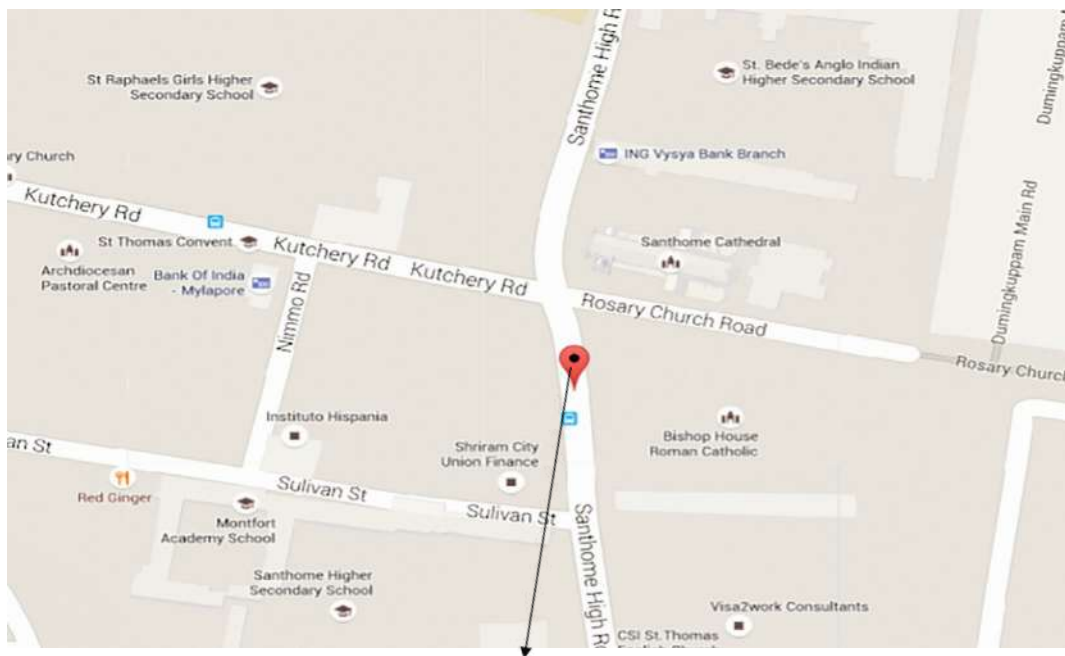 Santhome High R
Dumingkuppam M
St Raphaels Girls Higher
Secondary School
St. Bede's Anglo Indian
Higher Secondary School
ING Vysya Bank Branch
ry Church
Kutchery Rd
St Thomas Convent
Kutchery Rd
Kutchery Rd
Santhome Cathedral
Dumingkuppam Main Rd
Archdiocesan
Pastoral Centre
Bank Of India
- Mylapore
Nimmo Rd
Rosary Church Road
Rosary Church
Instituto Hispania
Bishop House
Roman Catholic
an St
Shriram City
Union Finance
Red Ginger
Sulivan St
Sulivan St
Montfort
Academy School
Santhome High Ro
Santhome Higher
Secondary School
Visa2work Consultants
CSI St. Thomas
English Church